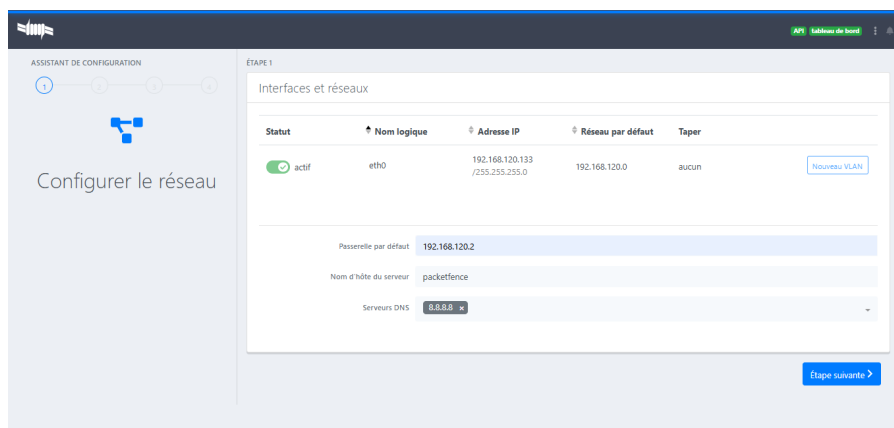 API tableau de bord
ASSISTANT DE CONFIGURATION
1 2 3 4
Configurer le réseau
ÉTAPE 1
Interfaces et réseaux
Statut Nom logique Adresse IP Réseau par défaut Taper
actif eth0 192.168.120.133 192.168.120.0 aucun Nouveau VLAN
/255.255.255.0
Passerelle par défaut 192.168.120.2
Nom d'hôte du serveur packetfence
Serveurs DNS 8.8.8.8 ×
Étape suivante